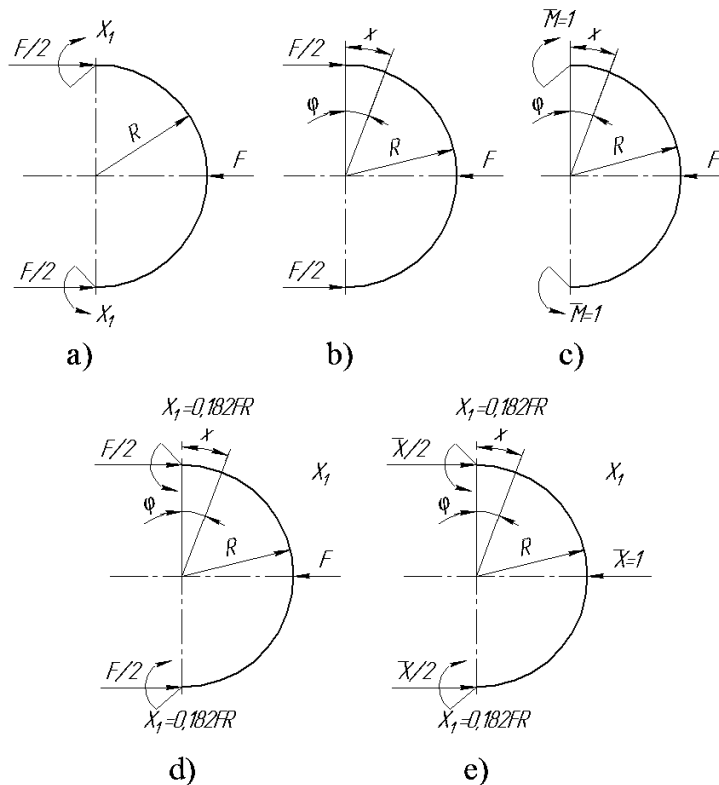 X₁
F/2
R
F
F/2
X₁
a)
x
F/2
φ
R
F
F/2
b)
M̅=1
x
φ
R
F
M̅=1
c)
X₁=0,182FR
x
F/2
X₁
φ
R
F
F/2
X₁=0,182FR
d)
X₁=0,182FR
x
X̅/2
X₁
φ
R
X̅=1
X̅/2
X₁=0,182FR
e)